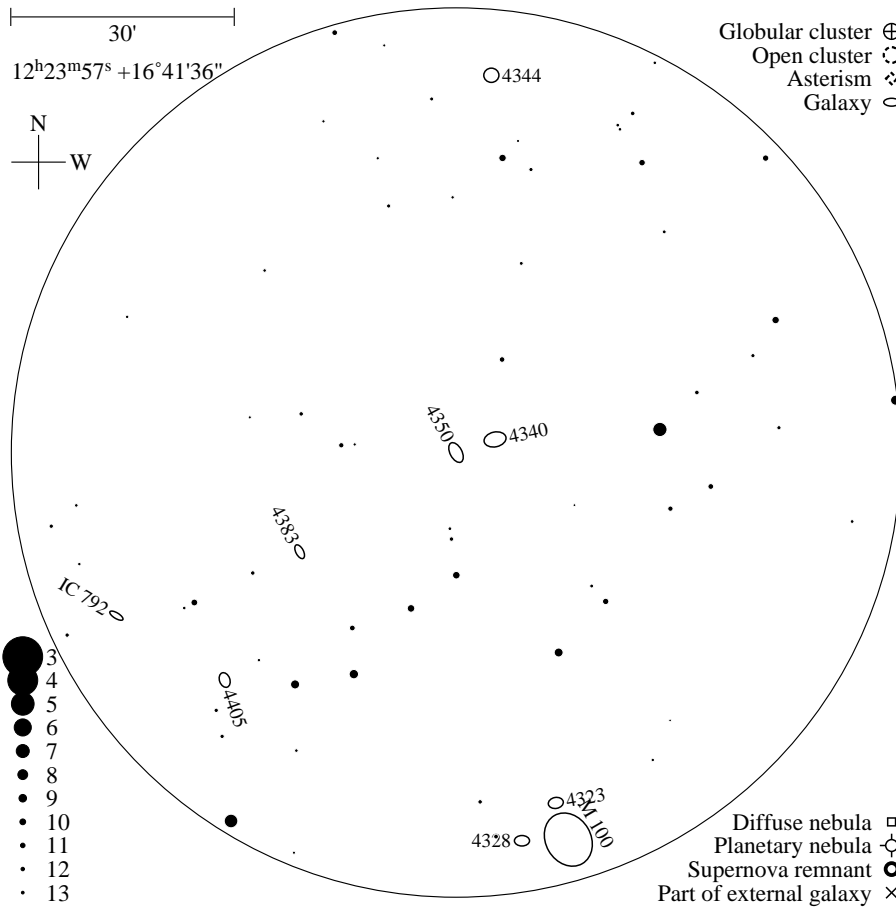 30'
12h23m57s +16°41'36"
N
W
Globular cluster
Open cluster
Asterism
Galaxy
4344
4350
4340
4383
IC 792
4405
4323
M 100
4328
3
4
5
6
7
8
9
10
11
12
13
Diffuse nebula
Planetary nebula
Supernova remnant
Part of external galaxy